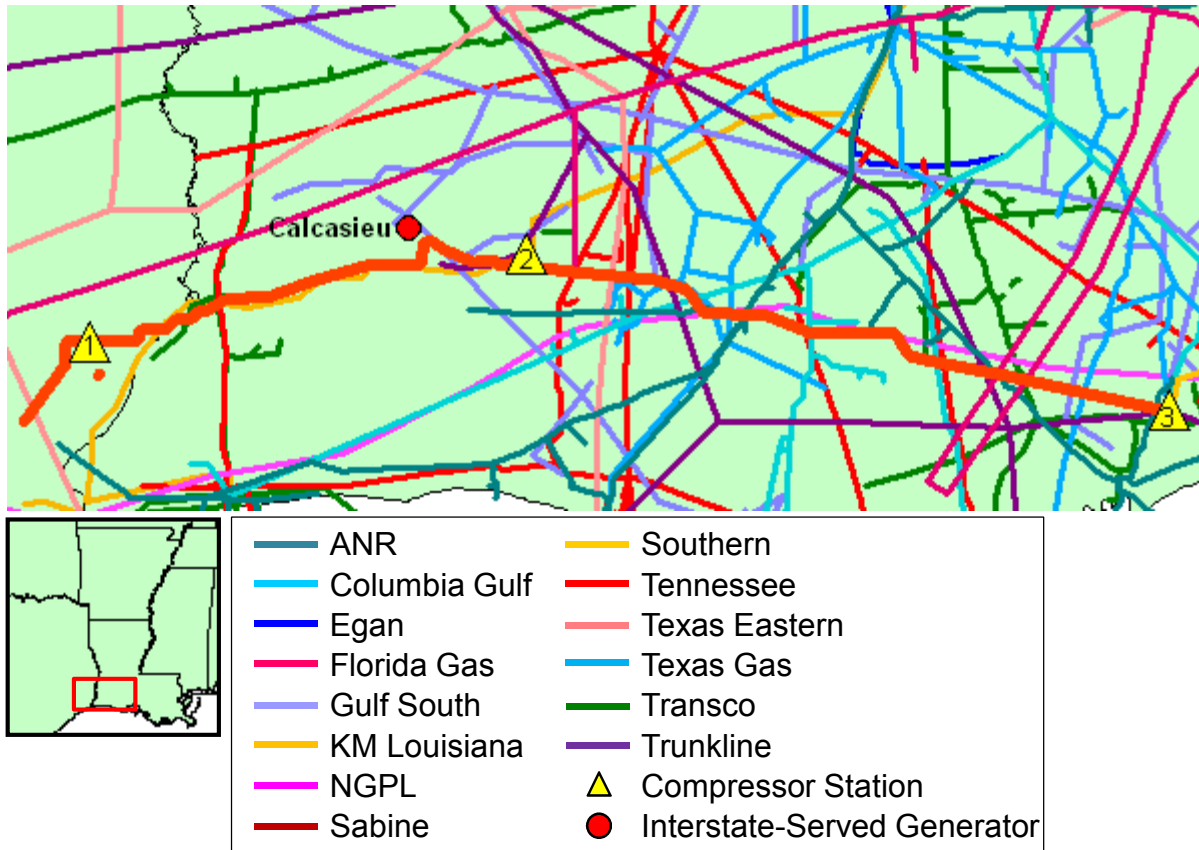 Calcasieu
2
1
3
ANR
Columbia Gulf
Egan
Florida Gas
Gulf South
KM Louisiana
NGPL
Sabine
Southern
Tennessee
Texas Eastern
Texas Gas
Transco
Trunkline
Compressor Station
Interstate-Served Generator